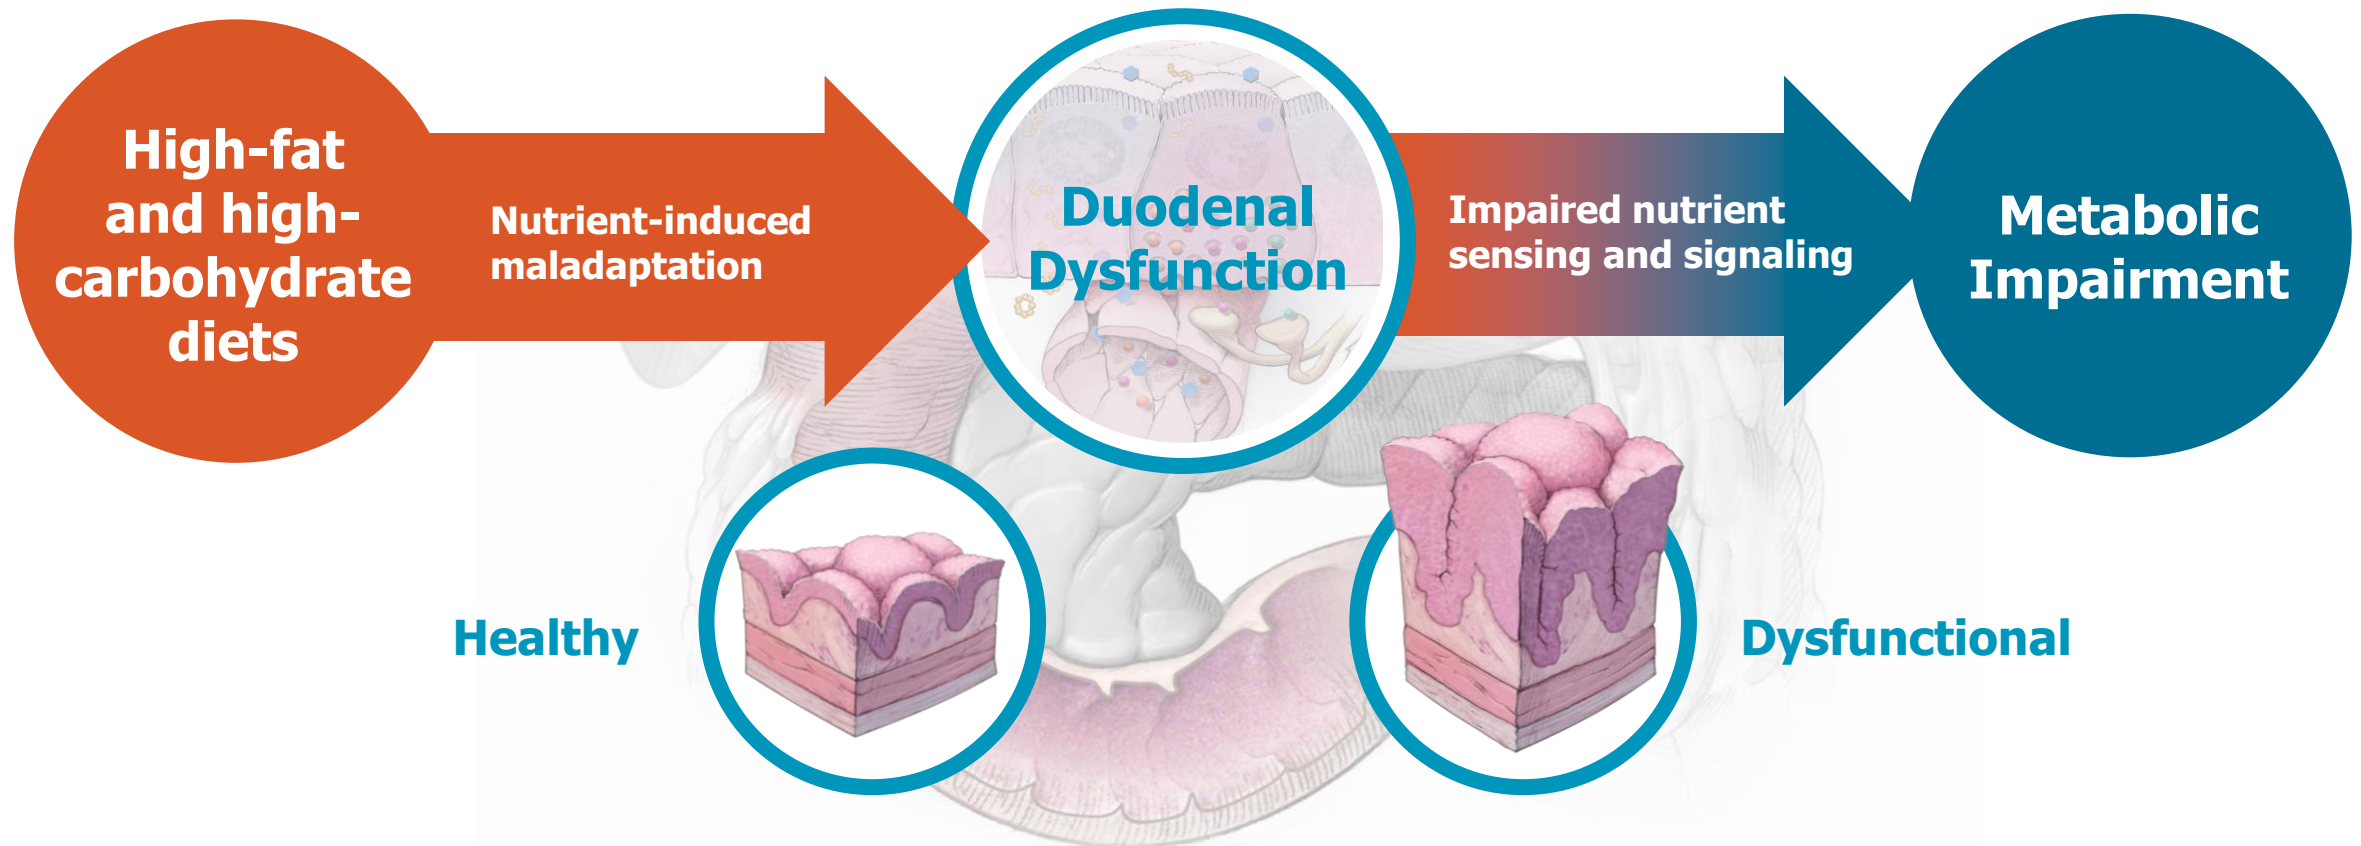 High-fat
and high-
carbohydrate
diets
Nutrient-induced
maladaptation
Duodenal
Dysfunction
Impaired nutrient
sensing and signaling
Metabolic
Impairment
Healthy
Dysfunctional